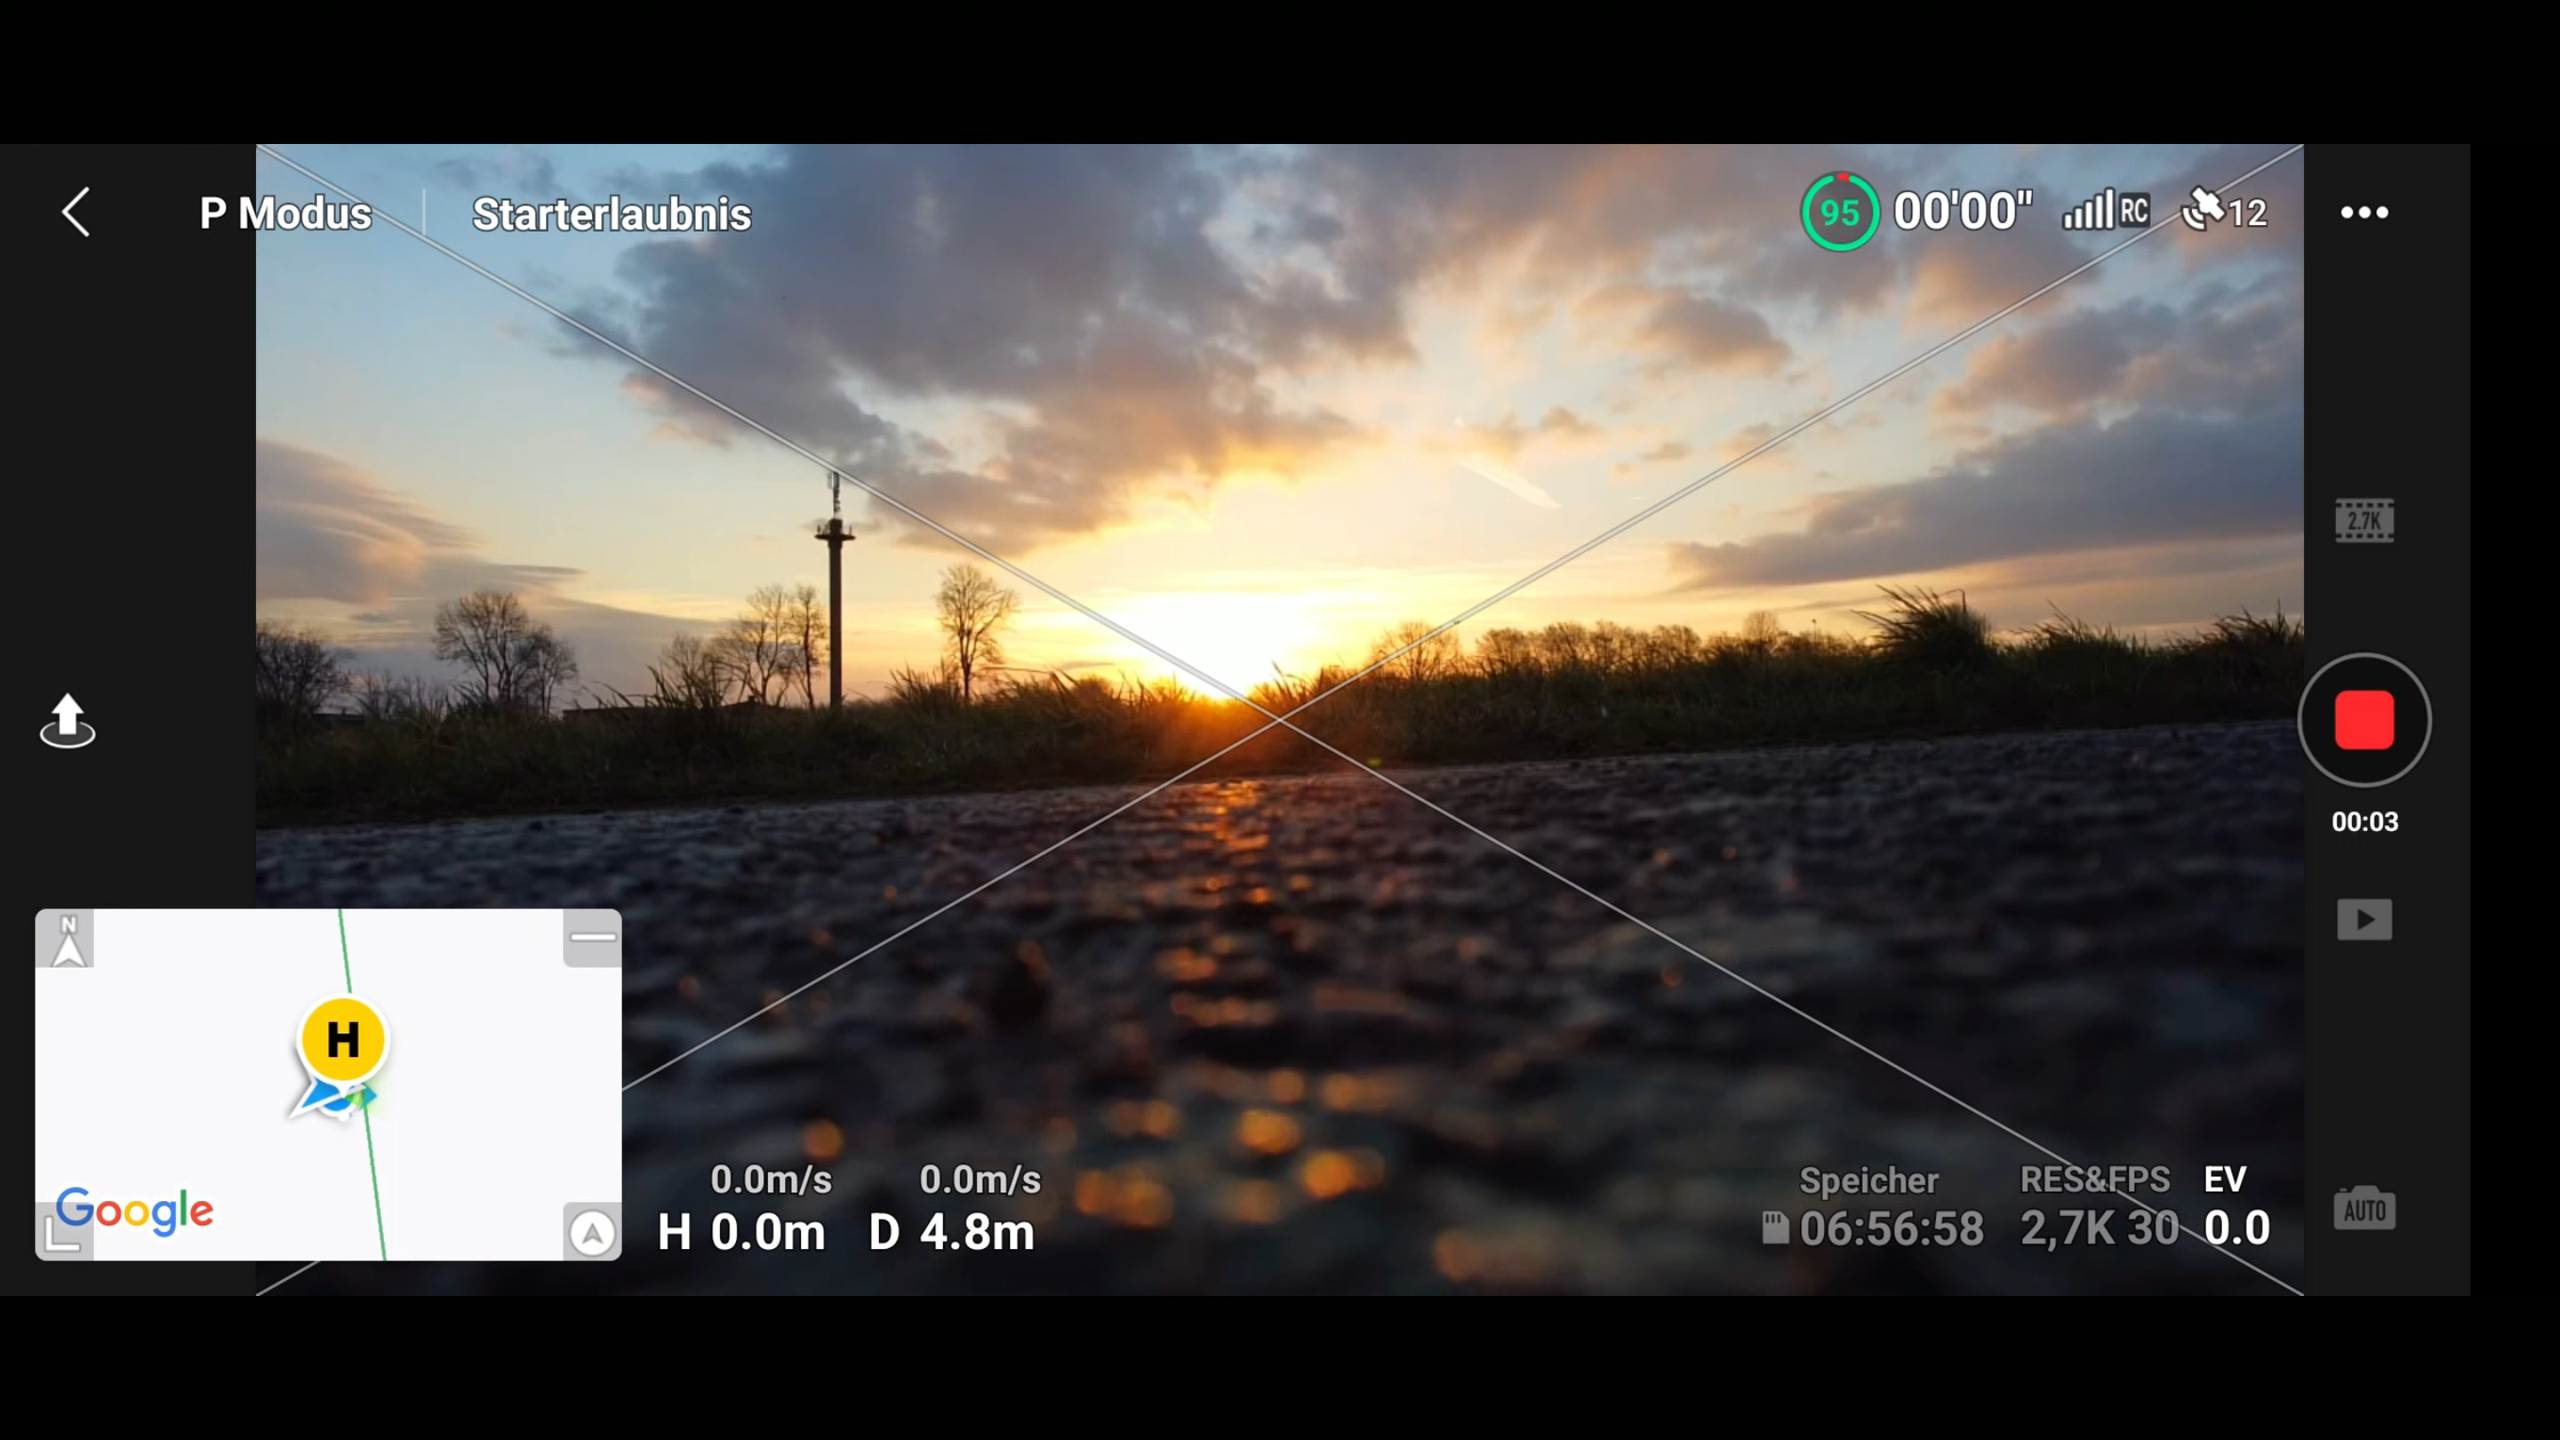 P Modus
Starterlaubnis
95
00'00"
RC
12
2.7K
00:03
N
H
Google
0.0m/s
0.0m/s
H 0.0m
D 4.8m
Speicher
RES&FPS
EV
06:56:58
2,7K 30
0.0
AUTO